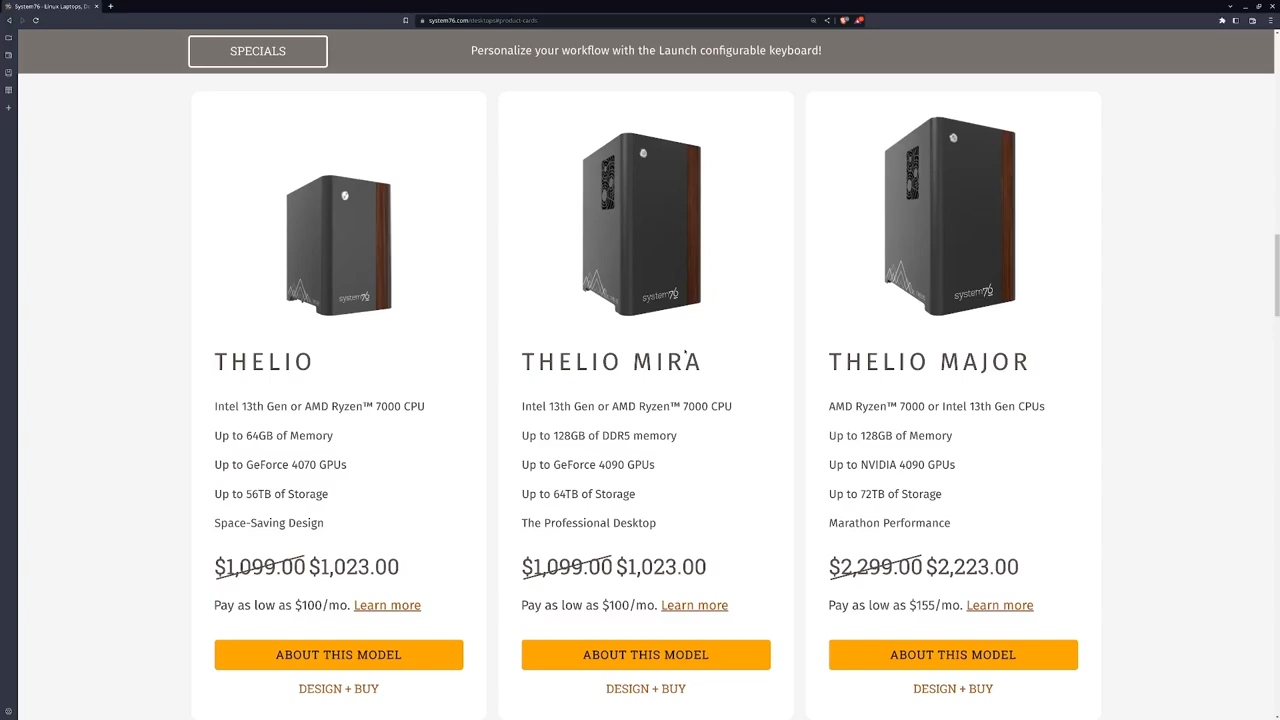 System76 - Linux Laptops, D
system76.com/desktops#product-cards
SPECIALS
Personalize your workflow with the Launch configurable keyboard!
system76
system76
system76
THELIO
Intel 13th Gen or AMD Ryzen™ 7000 CPU
Up to 64GB of Memory
Up to GeForce 4070 GPUs
Up to 56TB of Storage
Space-Saving Design
$1,099.00 $1,023.00
Pay as low as $100/mo. Learn more
ABOUT THIS MODEL
DESIGN + BUY
THELIO MIRA
Intel 13th Gen or AMD Ryzen™ 7000 CPU
Up to 128GB of DDR5 memory
Up to GeForce 4090 GPUs
Up to 64TB of Storage
The Professional Desktop
$1,099.00 $1,023.00
Pay as low as $100/mo. Learn more
ABOUT THIS MODEL
DESIGN + BUY
THELIO MAJOR
AMD Ryzen™ 7000 or Intel 13th Gen CPUs
Up to 128GB of Memory
Up to NVIDIA 4090 GPUs
Up to 72TB of Storage
Marathon Performance
$2,299.00 $2,223.00
Pay as low as $155/mo. Learn more
ABOUT THIS MODEL
DESIGN + BUY